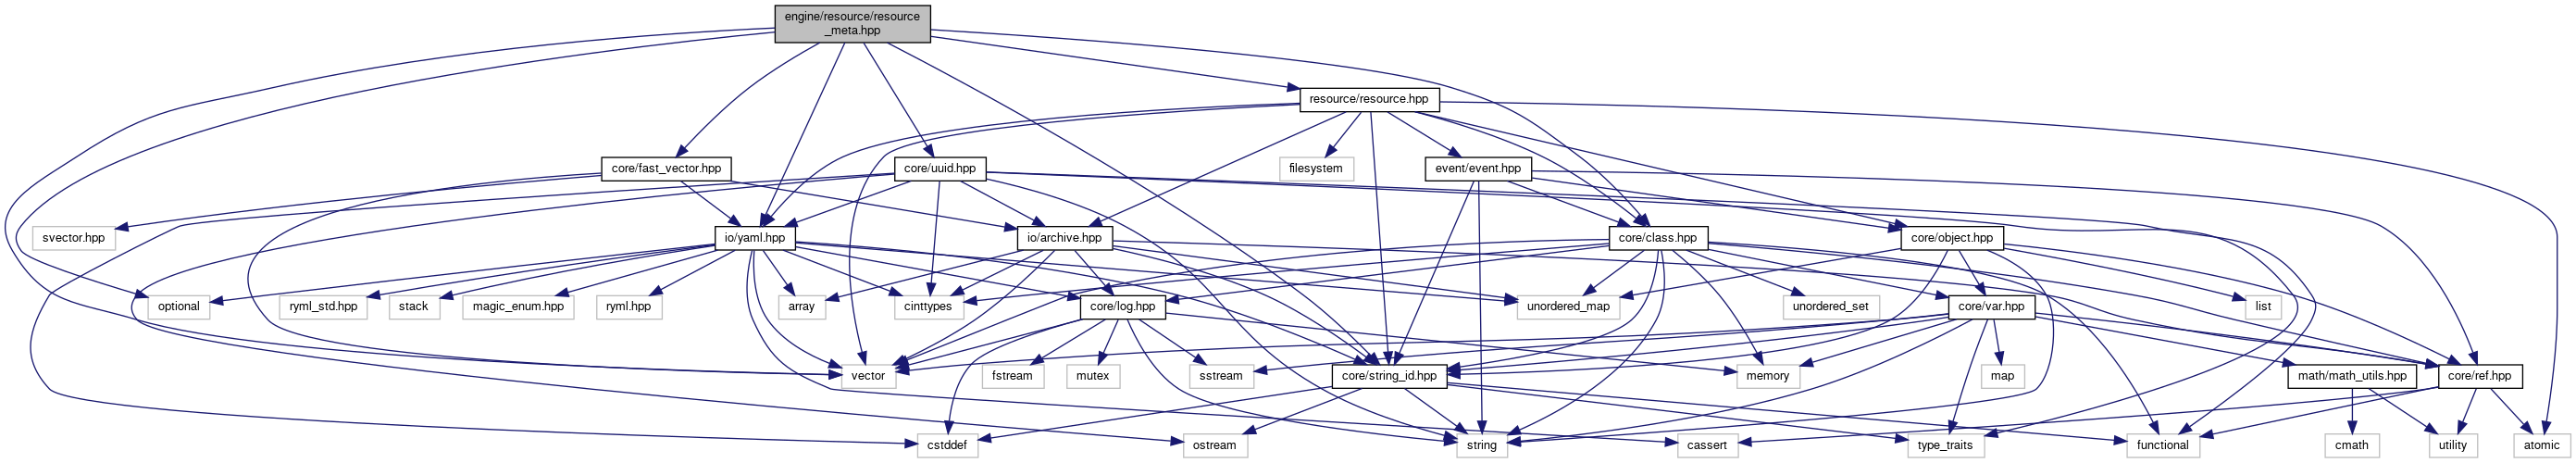 engine/resource/resource
_meta.hpp
resource/resource.hpp
core/fast_vector.hpp
core/uuid.hpp
filesystem
event/event.hpp
svector.hpp
io/yaml.hpp
io/archive.hpp
core/class.hpp
core/object.hpp
optional
ryml_std.hpp
stack
magic_enum.hpp
ryml.hpp
array
cinttypes
core/log.hpp
unordered_map
unordered_set
core/var.hpp
list
vector
fstream
mutex
sstream
core/string_id.hpp
memory
map
math/math_utils.hpp
core/ref.hpp
cstddef
ostream
string
cassert
type_traits
functional
cmath
utility
atomic